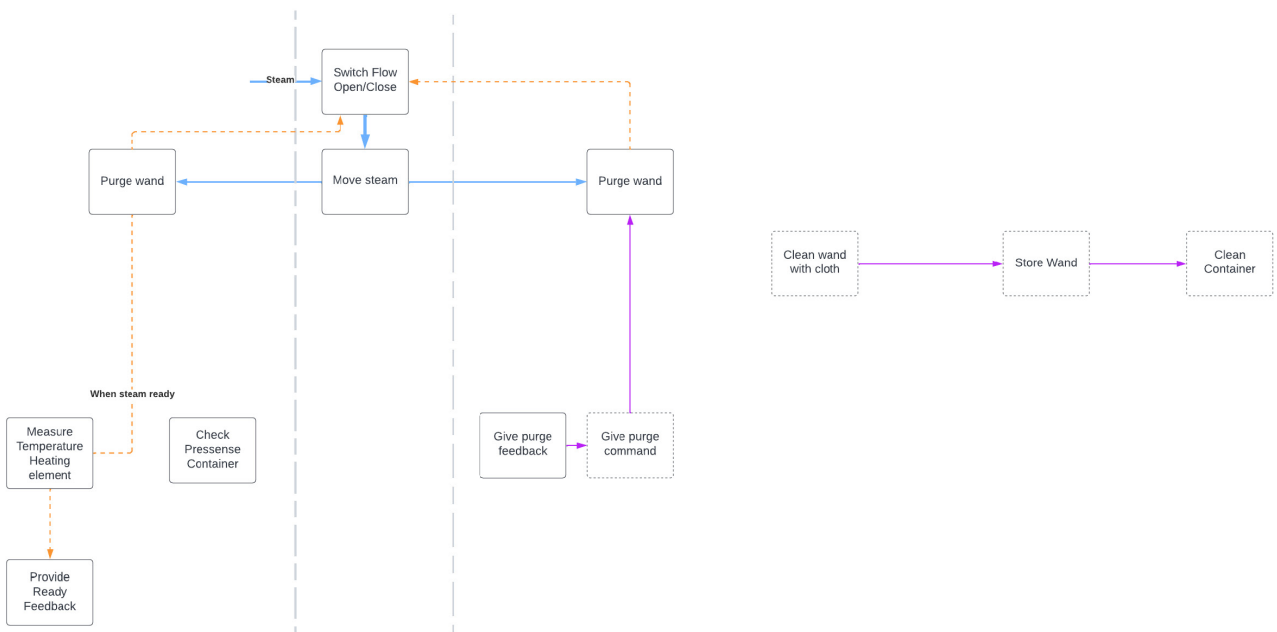 Steam
Switch Flow
Open/Close
Purge wand
Move steam
Purge wand
Clean wand
with cloth
Store Wand
Clean
Container
When steam ready
Measure
Temperature
Heating
element
Check
Pressense
Container
Give purge
feedback
Give purge
command
Provide
Ready
Feedback